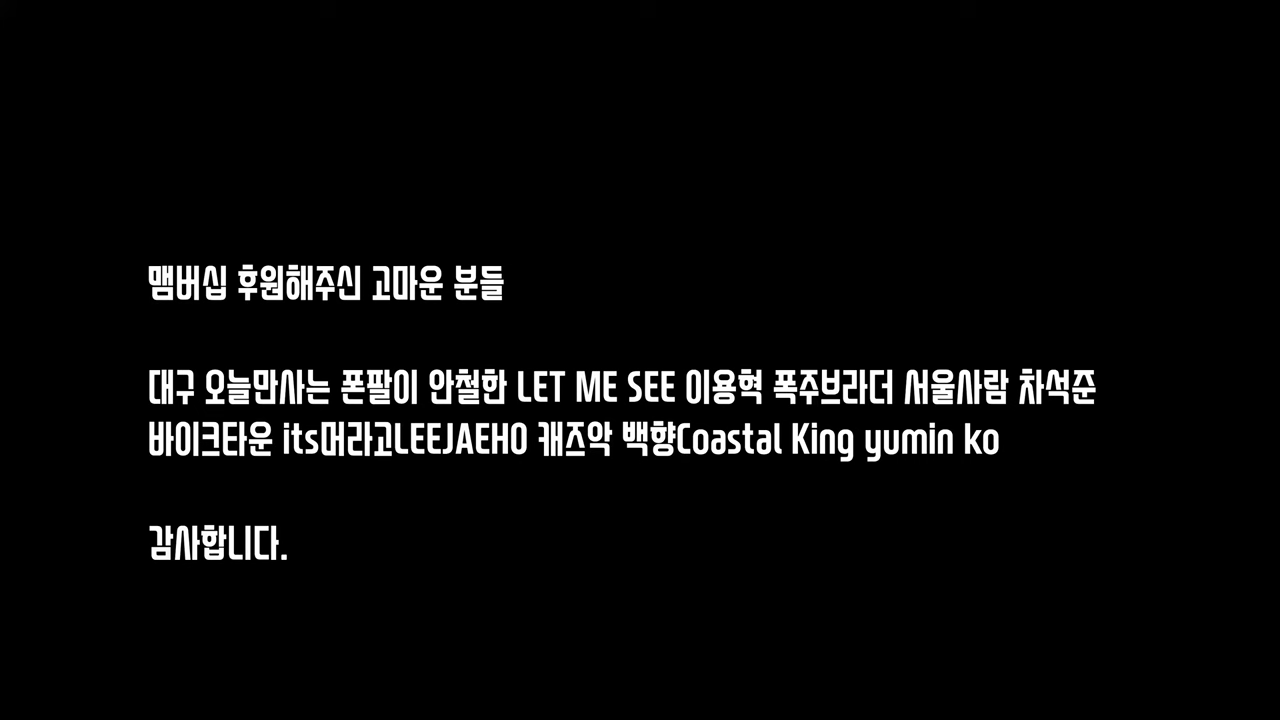 맴버십 후원해주신 고마운 분들
대구 오늘만사는 폰팔이 안철한 LET ME SEE 이용혁 폭주브라더 서울사람 차석준
바이크타운 its머라고LEEJAEHO 캐즈악 백향Coastal King yumin ko
감사합니다.